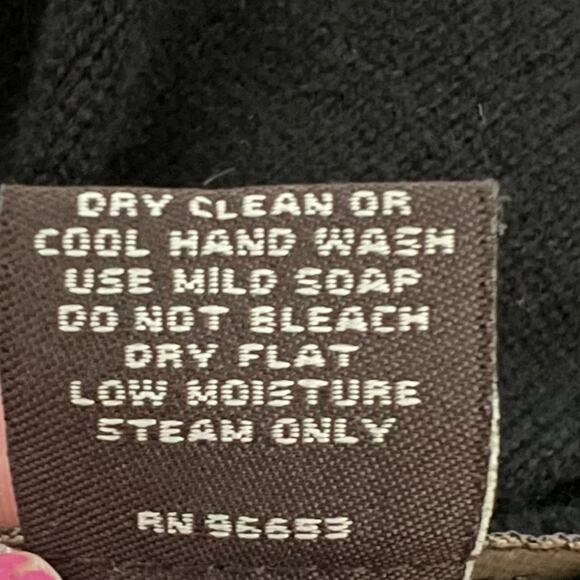 DRY CLEAN OR
COOL HAND WASH
USE MILD SOAP
DO NOT BLEACH
DRY FLAT
LOW MOISTURE
STEAM ONLY
RN 96653